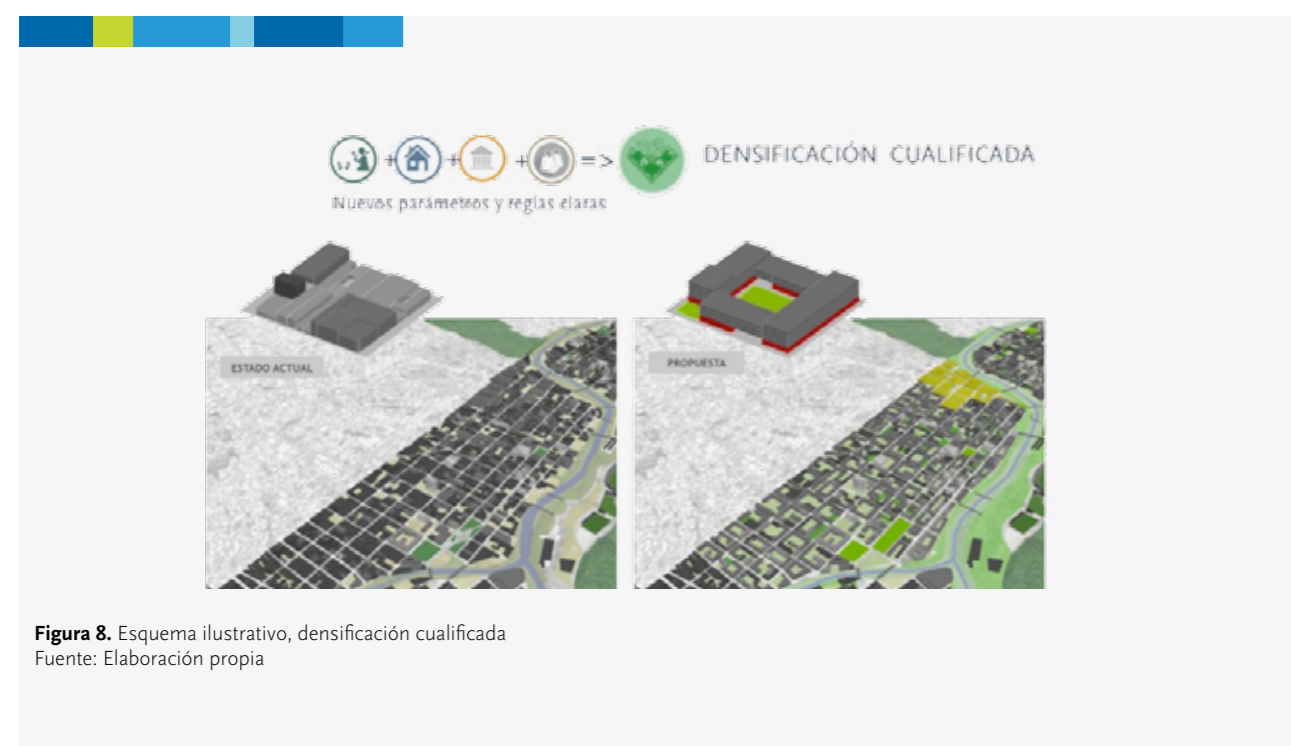 + + + => DENSIFICACIÓN CUALIFICADA
Nuevos parámetros y reglas claras
ESTADO ACTUAL
PROPUESTA
Figura 8. Esquema ilustrativo, densificación cualificada
Fuente: Elaboración propia